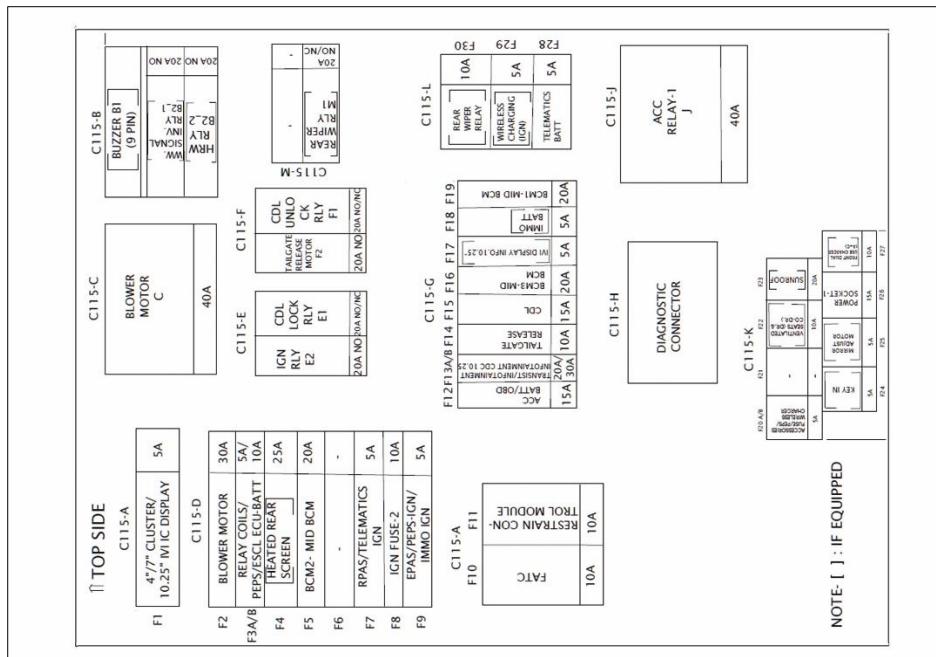 ⇑ TOP SIDE
C115-A
F1
4"/7" CLUSTER/
10.25" IVI IC DISPLAY
5A
C115-D
F2
BLOWER MOTOR
30A
F3A/B
RELAY COILS/
PEPS/ESCL ECU-BATT
5A/
10A
F4
HEATED REAR
SCREEN
25A
F5
BCM2- MID BCM
20A
F6
-
-
F7
RPAS/TELEMATICS
IGN
5A
F8
IGN FUSE-2
10A
F9
EPAS/PEPS-IGN/
IMMO IGN
5A
C115-A
F10
F11
FATC
RESTRAIN CON-
TROL MODULE
10A
10A
C115-C
BLOWER
MOTOR
C
40A
C115-B
BUZZER B1
(9 PIN)
WW.
SIGNAL
INV.
RLY
B2_1
20A NO
HRW
RLY
B2_2
20A NO
C115-E
IGN
RLY
E2
CDL
LOCK
RLY
E1
20A NO
20A NO/NC
C115-F
TAILGATE
RELEASE
MOTOR
F2
CDL
UNLO
CK
RLY
F1
20A NO
20A NO/NC
C115-M
-
-
REAR
WIPER
RLY
M1
20A
NO/NC
C115-G
F12
F13A/B
F14
F15
F16
F17
F18
F19
ACC
BATT/OBD
TRANSIST/INFOTAINMENT
INFOTAINMENT CDC 10.25
TAILGATE
RELEASE
CDL
BCM3-MID
BCM
IVI DISPLAY INFO.10.25"
IMMO
BATT
BCM1-MID BCM
15A
20A/
30A
10A
15A
20A
5A
5A
20A
C115-L
F30
F29
F28
10A
5A
5A
REAR
WIPER
RELAY
WIRELESS
CHARGING
(IGN)
TELEMATICS
BATT
C115-H
DIAGNOSTIC
CONNECTOR
C115-J
ACC
RELAY-1
J
40A
C115-K
F20 A/B
F21
F22
F23
ACCESSORIES
FUSE/PEPS/
WIRELESS
CHARGER
-
VENTILATED
SEATS (DR.&
CO-DR.)
SUNROOF
5A
-
10A
20A
KEY IN
MIRROR
ADJUST
MOTOR
POWER
SOCKET-1
FRONT DUAL
USB CHARGER
(A+C)
5A
5A
15A
10A
F24
F25
F26
F27
NOTE- [ ] : IF EQUIPPED